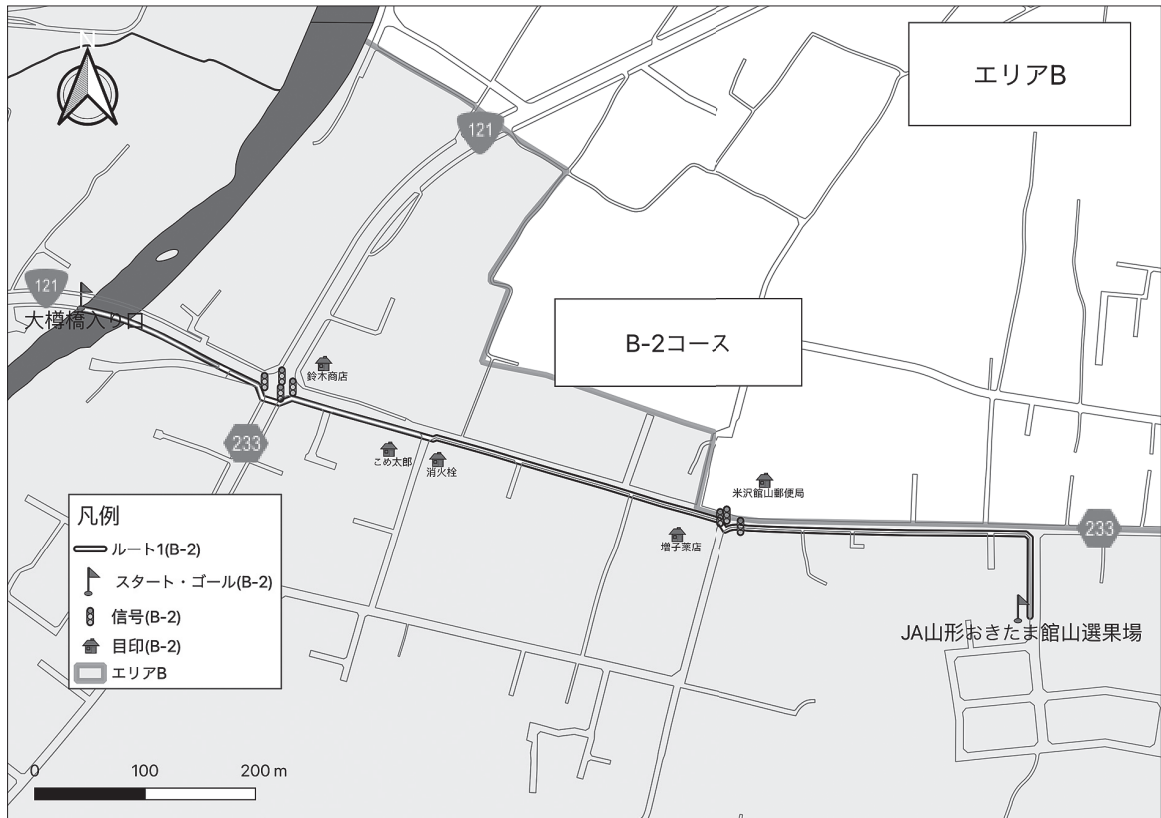 N
エリアB
121
121
大樽橋入り口
B-2コース
鈴木商店
233
こめ太郎
消火栓
米沢館山郵便局
増子薬店
233
凡例
ルート1(B-2)
スタート・ゴール(B-2)
信号(B-2)
目印(B-2)
エリアB
JA山形おきたま館山選果場
0 100 200 m